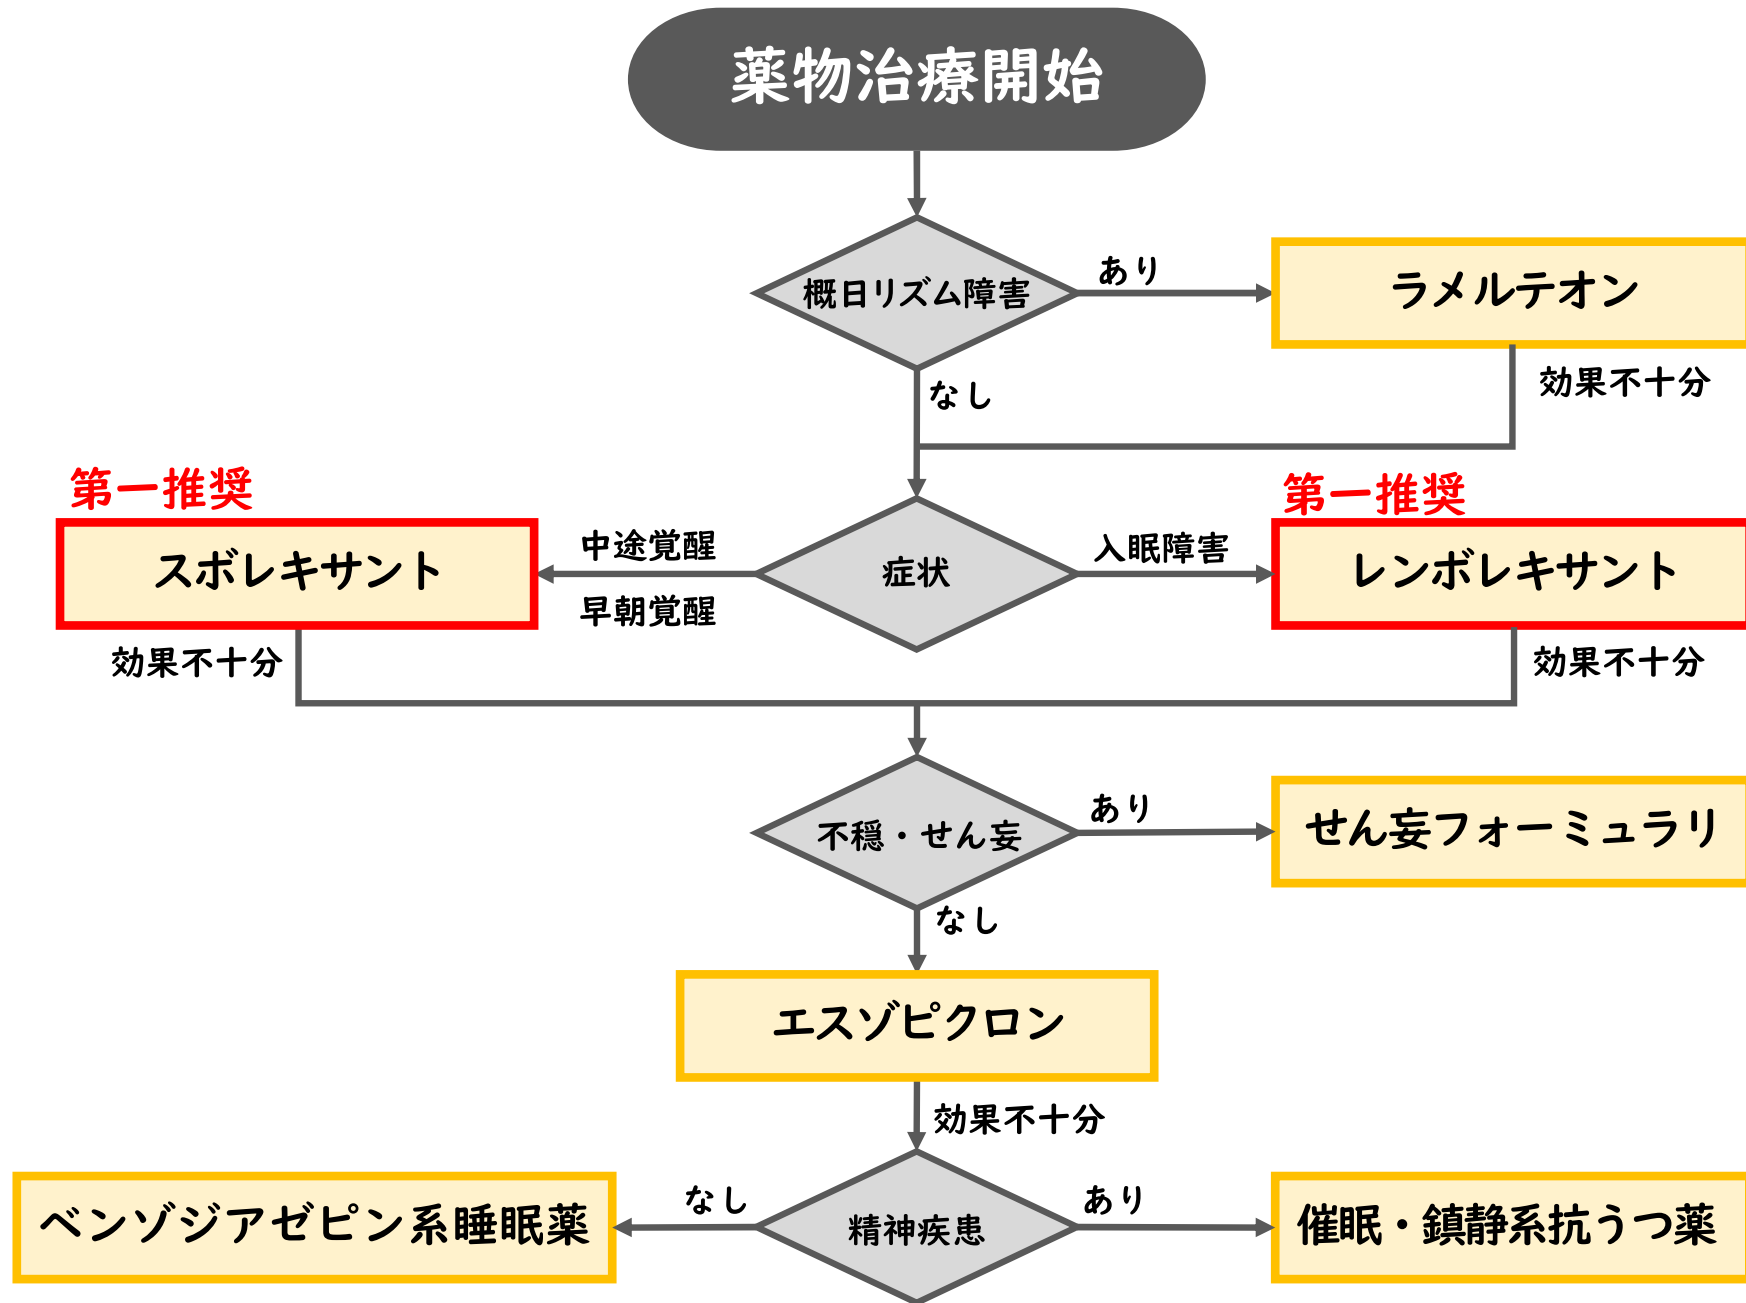 薬物治療開始
概日リズム障害
あり
ラメルテオン
なし
効果不十分
第一推奨
第一推奨
スボレキサント
中途覚醒
早朝覚醒
症状
入眠障害
レンボレキサント
効果不十分
効果不十分
不穏・せん妄
あり
せん妄フォーミュラリ
なし
エスゾピクロン
効果不十分
ベンゾジアゼピン系睡眠薬
なし
精神疾患
あり
催眠・鎮静系抗うつ薬